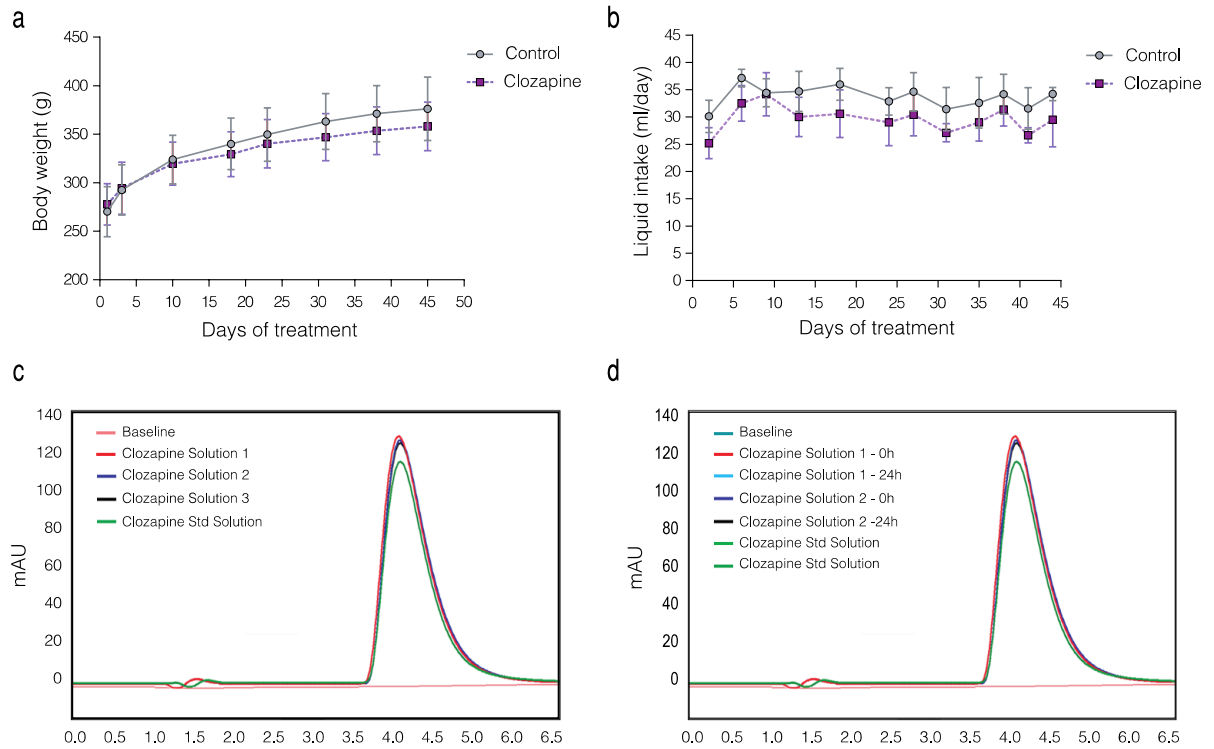 a
450
400
350
300
250
200
Body weight (g)
0 5 10 15 20 25 30 35 40 45 50
Days of treatment
Control
Clozapine
b
45
40
35
30
25
20
15
10
5
0
Liquid intake (ml/day)
0 5 10 15 20 25 30 35 40 45
Days of treatment
Control
Clozapine
c
140
120
100
80
60
40
20
0
mAU
Baseline
Clozapine Solution 1
Clozapine Solution 2
Clozapine Solution 3
Clozapine Std Solution
0.0 0.5 1.0 1.5 2.0 2.5 3.0 3.5 4.0 4.5 5.0 5.5 6.0 6.5
d
140
120
100
80
60
40
20
0
mAU
Baseline
Clozapine Solution 1 - 0h
Clozapine Solution 1 - 24h
Clozapine Solution 2 - 0h
Clozapine Solution 2 -24h
Clozapine Std Solution
Clozapine Std Solution
0.0 0.5 1.0 1.5 2.0 2.5 3.0 3.5 4.0 4.5 5.0 5.5 6.0 6.5